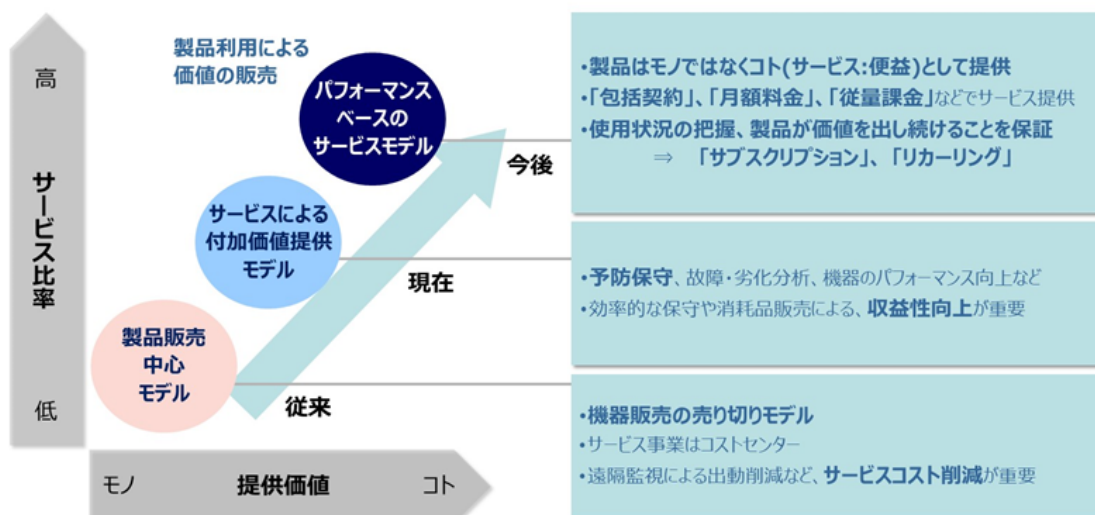 製品利用による
価値の販売
高
サービス比率
低
パフォーマンス
ベースの
サービスモデル
今後
サービスによる
付加価値提供
モデル
現在
製品販売
中心
モデル
従来
モノ
提供価値
コト
•製品はモノではなくコト(サービス:便益)として提供
•「包括契約」、「月額料金」、「従量課金」などでサービス提供
•使用状況の把握、製品が価値を出し続けることを保証
⇒ 「サブスクリプション」、「リカーリング」
•予防保守、故障・劣化分析、機器のパフォーマンス向上など
•効率的な保守や消耗品販売による、収益性向上が重要
•機器販売の売り切りモデル
•サービス事業はコストセンター
•遠隔監視による出動削減など、サービスコスト削減が重要